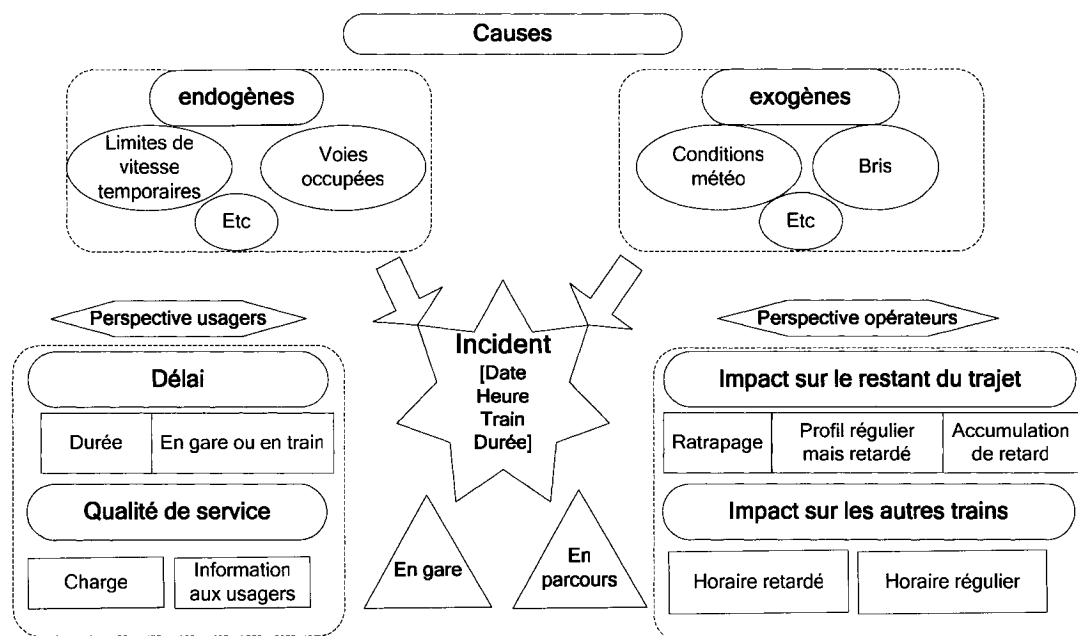 Causes
endogènes
Limites de
vitesse
temporaires
Voies
occupées
Etc
exogènes
Conditions
météo
Bris
Etc
Perspective usagers
Délai
Durée
En gare ou en train
Qualité de service
Charge
Information
aux usagers
Incident
[Date
Heure
Train
Durée]
En gare
En
parcours
Perspective opérateurs
Impact sur le restant du trajet
Ratrapage
Profil régulier
mais retardé
Accumulation
de retard
Impact sur les autres trains
Horaire retardé
Horaire régulier